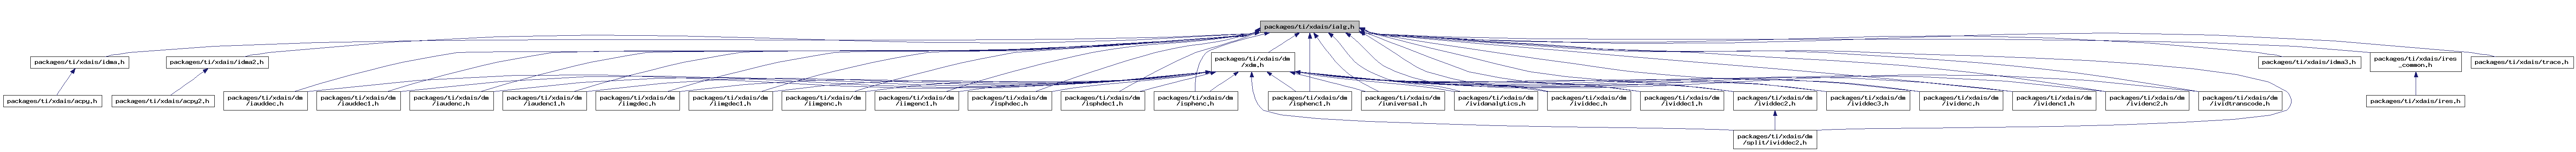 packages/ti/xdais/ialg.h
packages/ti/xdais/idma.h
packages/ti/xdais/idma2.h
packages/ti/xdais/dm
/xdm.h
packages/ti/xdais/idma3.h
packages/ti/xdais/ires
_common.h
packages/ti/xdais/trace.h
packages/ti/xdais/acpy.h
packages/ti/xdais/acpy2.h
packages/ti/xdais/dm
/iauddec.h
packages/ti/xdais/dm
/iauddec1.h
packages/ti/xdais/dm
/iaudenc.h
packages/ti/xdais/dm
/iaudenc1.h
packages/ti/xdais/dm
/iimgdec.h
packages/ti/xdais/dm
/iimgdec1.h
packages/ti/xdais/dm
/iimgenc.h
packages/ti/xdais/dm
/iimgenc1.h
packages/ti/xdais/dm
/isphdec.h
packages/ti/xdais/dm
/isphdec1.h
packages/ti/xdais/dm
/isphenc.h
packages/ti/xdais/dm
/isphenc1.h
packages/ti/xdais/dm
/iuniversal.h
packages/ti/xdais/dm
/ividanalytics.h
packages/ti/xdais/dm
/ividdec.h
packages/ti/xdais/dm
/ividdec1.h
packages/ti/xdais/dm
/ividdec2.h
packages/ti/xdais/dm
/ividdec3.h
packages/ti/xdais/dm
/ividenc.h
packages/ti/xdais/dm
/ividenc1.h
packages/ti/xdais/dm
/ividenc2.h
packages/ti/xdais/dm
/ividtranscode.h
packages/ti/xdais/ires.h
packages/ti/xdais/dm
/split/ividdec2.h